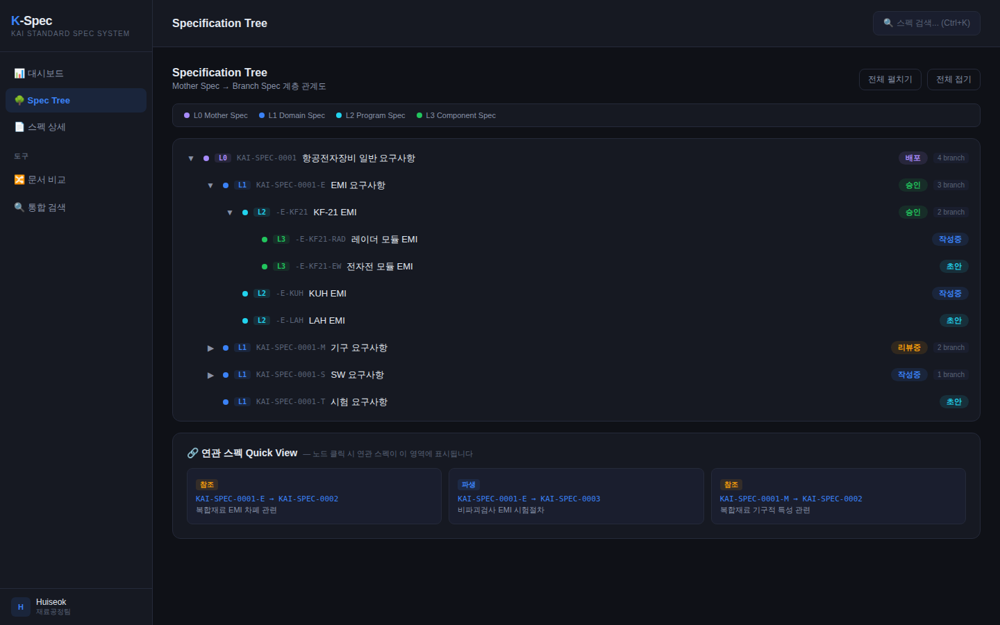 K-Spec
KAI STANDARD SPEC SYSTEM
📊 대시보드
🌳 Spec Tree
📄 스펙 상세
도구
🔀 문서 비교
🔍 통합 검색
H
Huiseok
재료공정팀
Specification Tree
🔍 스펙 검색... (Ctrl+K)
Specification Tree
Mother Spec → Branch Spec 계층 관계도
전체 펼치기
전체 접기
L0 Mother Spec L1 Domain Spec L2 Program Spec L3 Component Spec
▼ L0 KAI-SPEC-0001 항공전자장비 일반 요구사항 배포 4 branch
▼ L1 KAI-SPEC-0001-E EMI 요구사항 승인 3 branch
▼ L2 -E-KF21 KF-21 EMI 승인 2 branch
L3 -E-KF21-RAD 레이더 모듈 EMI 작성중
L3 -E-KF21-EW 전자전 모듈 EMI 초안
L2 -E-KUH KUH EMI 작성중
L2 -E-LAH LAH EMI 초안
▶ L1 KAI-SPEC-0001-M 기구 요구사항 리뷰중 2 branch
▶ L1 KAI-SPEC-0001-S SW 요구사항 작성중 1 branch
L1 KAI-SPEC-0001-T 시험 요구사항 초안
🔗 연관 스펙 Quick View — 노드 클릭 시 연관 스펙이 이 영역에 표시됩니다
참조
KAI-SPEC-0001-E → KAI-SPEC-0002
복합재료 EMI 차폐 관련
파생
KAI-SPEC-0001-E → KAI-SPEC-0003
비파괴검사 EMI 시험절차
참조
KAI-SPEC-0001-M → KAI-SPEC-0002
복합재료 기구적 특성 관련